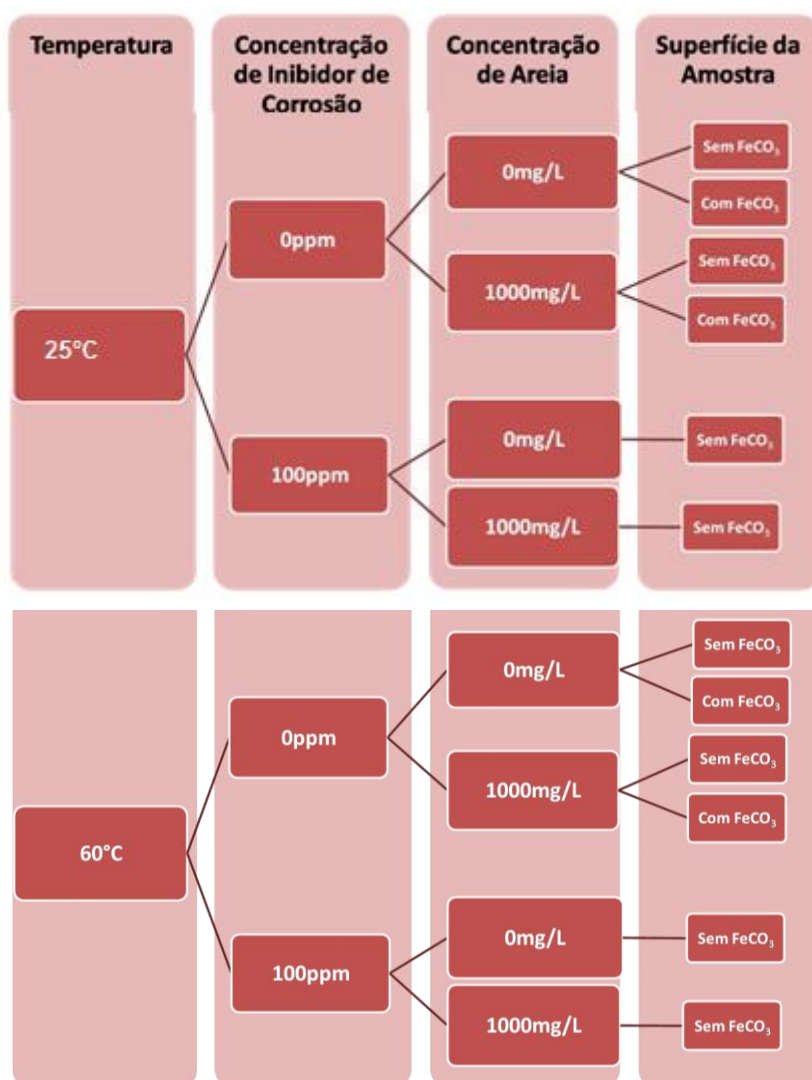 Temperatura
Concentração
de Inibidor de
Corrosão
Concentração
de Areia
Superfície da
Amostra
25°C
0ppm
0mg/L
Sem FeCO₃
Com FeCO₃
1000mg/L
Sem FeCO₃
Com FeCO₃
100ppm
0mg/L
Sem FeCO₃
1000mg/L
Sem FeCO₃
60°C
0ppm
0mg/L
Sem FeCO₃
Com FeCO₃
1000mg/L
Sem FeCO₃
Com FeCO₃
100ppm
0mg/L
Sem FeCO₃
1000mg/L
Sem FeCO₃